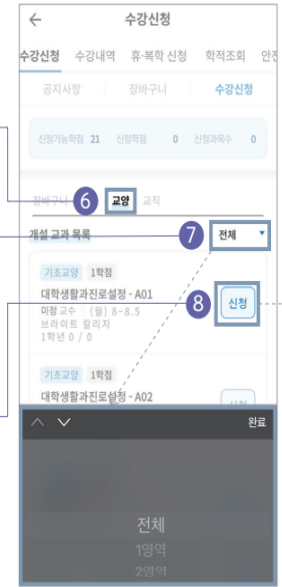 ← 수강신청
수강신청 수강내역 휴·복학 신청 학적조회 안전
공지사항 장바구니 수강신청
신청가능학점 21 신청학점 0 신청과목수 0
장바구니 6 교양 교직
개설 교과 목록 7 전체
기초교양 1학점
대학생활과진로설정 - A01
미정 교수 (월) 8~8.5
브라이트 칼리지
1학년 0 / 0
8 신청
기초교양 1학점
대학생활과진로설정 - A02
신청
완료
전체
1영역
2영역